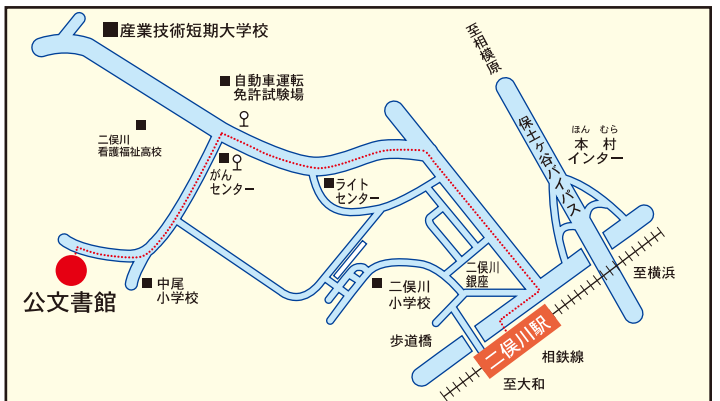 産業技術短期大学校
至相模原
自動車運転
免許試験場
保土ヶ谷バイパス
ほん むら
本 村
インター
二俣川
看護福祉高校
がん
センター
ライト
センター
公文書館
中尾
小学校
二俣川
小学校
二俣川
銀座
至横浜
歩道橋
二俣川駅
相鉄線
至大和